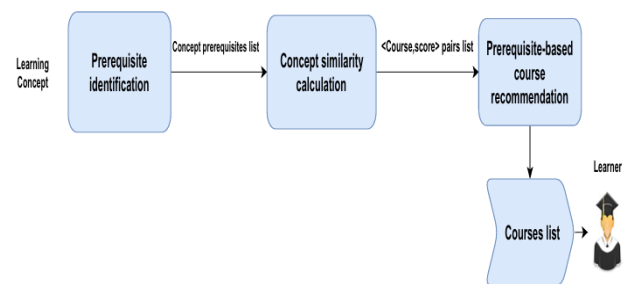 Learning
Concept
Prerequisite
identification
Concept prerequisites list
Concept similarity
calculation
<Course,score> pairs list
Prerequisite-based
course
recommendation
Learner
Courses list